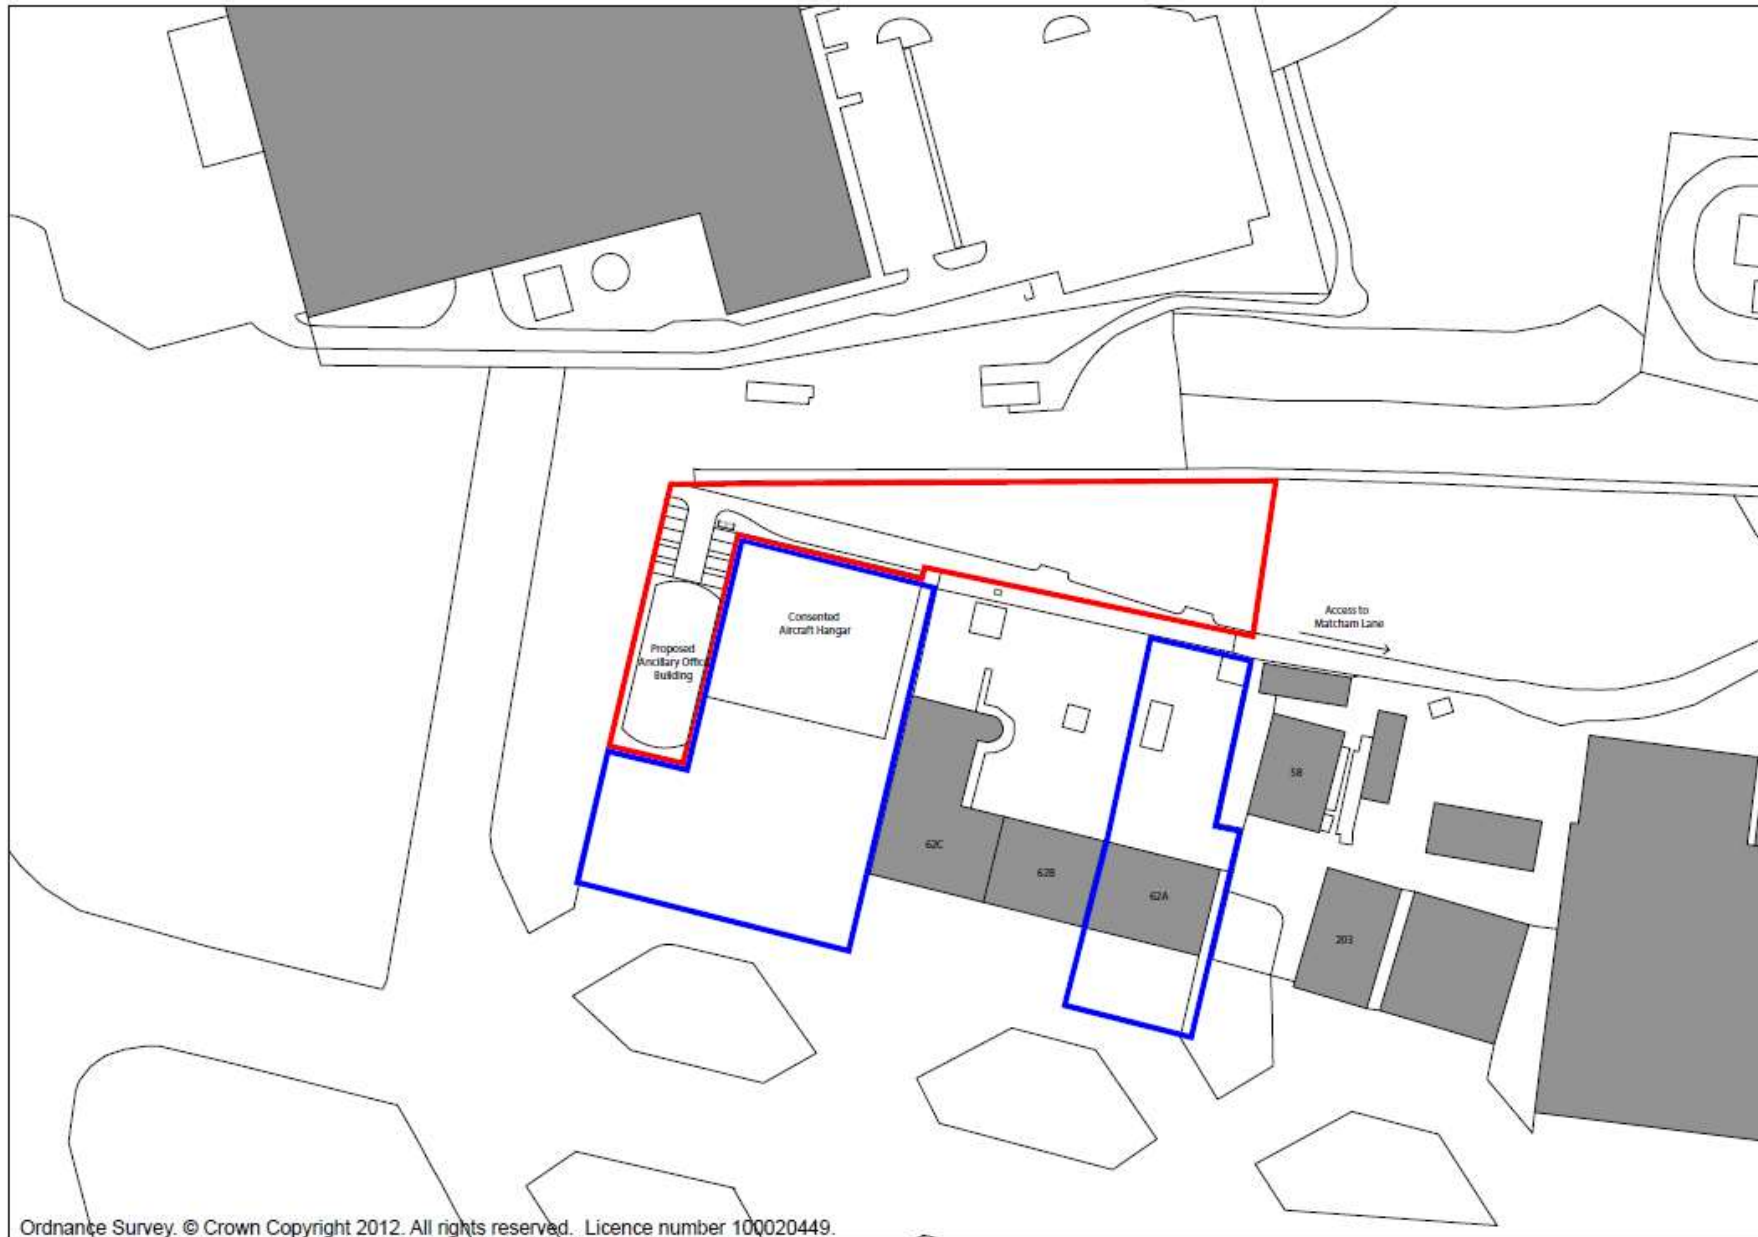 Consented
Aircraft Hangar
Access to
Matcham Lane
Proposed
Ancillary Office
Building
58
62C
62B
62A
203
Ordnance Survey. © Crown Copyright 2012. All rights reserved. Licence number 100020449.